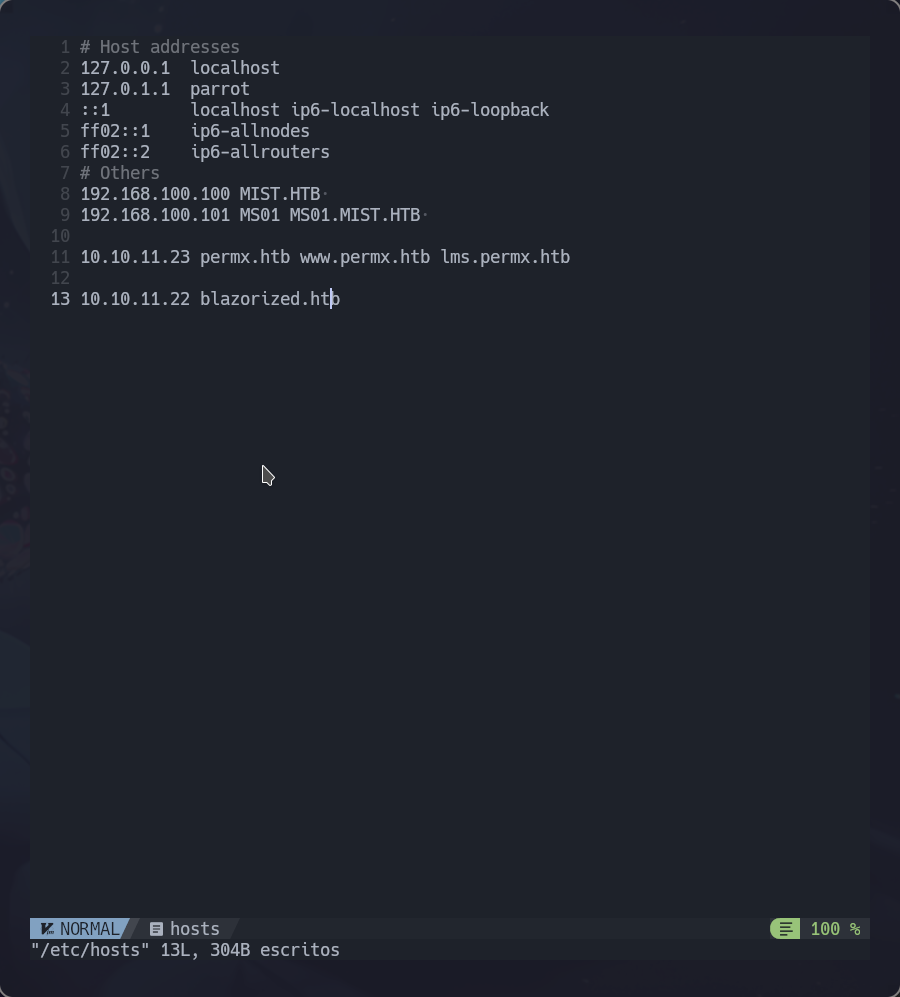 1 # Host addresses
2 127.0.0.1  localhost
3 127.0.1.1  parrot
4 ::1        localhost ip6-localhost ip6-loopback
5 ff02::1    ip6-allnodes
6 ff02::2    ip6-allrouters
7 # Others
8 192.168.100.100 MIST.HTB·
9 192.168.100.101 MS01 MS01.MIST.HTB·
10
11 10.10.11.23 permx.htb www.permx.htb lms.permx.htb
12
13 10.10.11.22 blazorized.htb
NORMAL hosts 100 %
"/etc/hosts" 13L, 304B escritos